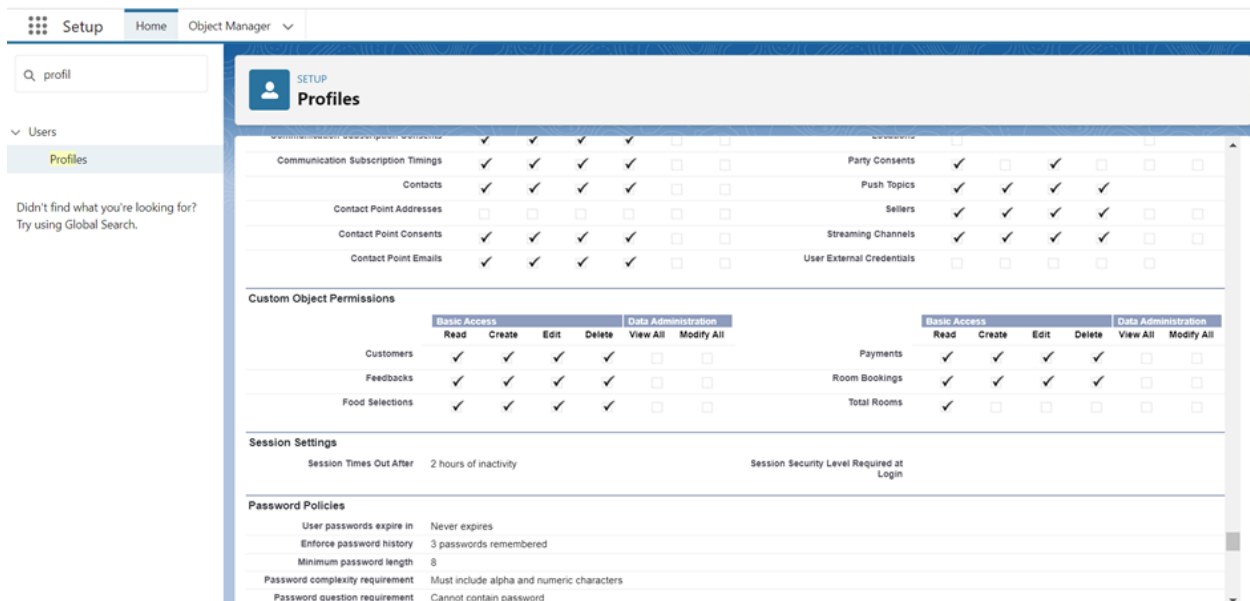 Setup Home Object Manager
profil
Users
Profiles
Didn't find what you're looking for?
Try using Global Search.
SETUP
Profiles
Communication Subscription Consents Locations
Communication Subscription Timings Party Consents
Contacts Push Topics
Contact Point Addresses Sellers
Contact Point Consents Streaming Channels
Contact Point Emails User External Credentials
Custom Object Permissions
Basic Access Data Administration Basic Access Data Administration
Read Create Edit Delete View All Modify All Read Create Edit Delete View All Modify All
Customers Payments
Feedbacks Room Bookings
Food Selections Total Rooms
Session Settings
Session Times Out After 2 hours of inactivity Session Security Level Required at
Login
Password Policies
User passwords expire in Never expires
Enforce password history 3 passwords remembered
Minimum password length 8
Password complexity requirement Must include alpha and numeric characters
Password question requirement Cannot contain password